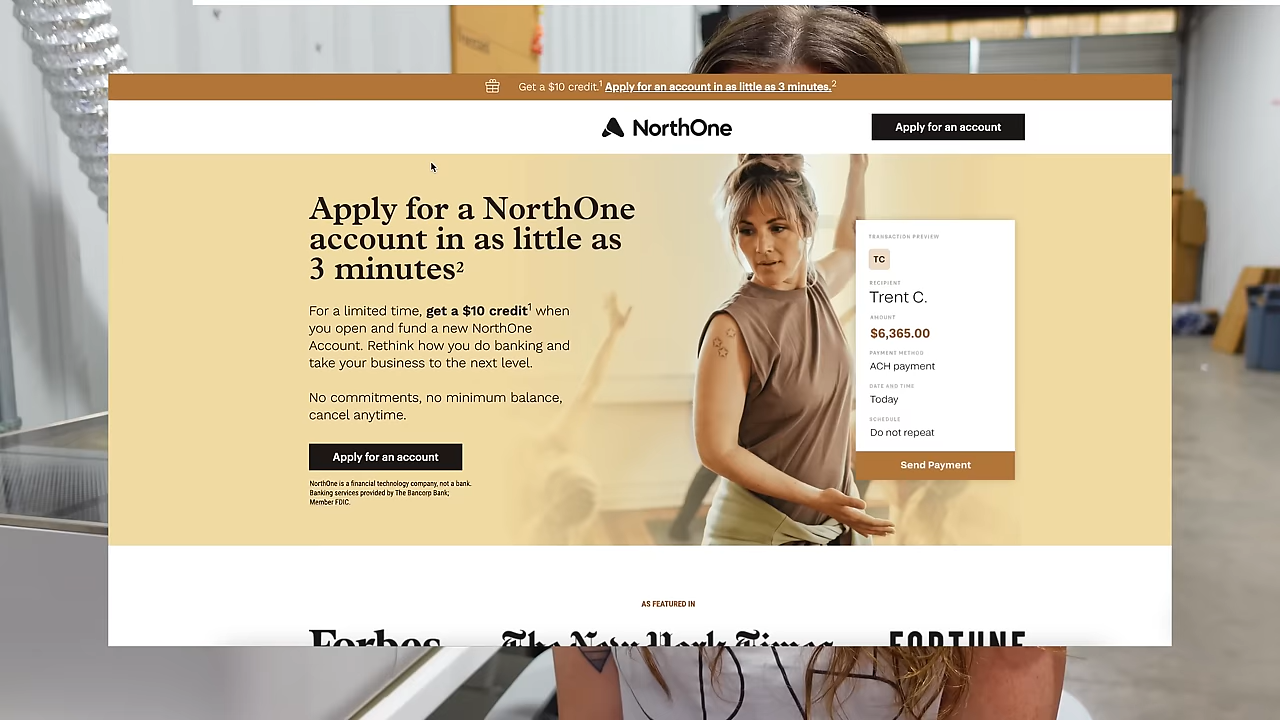 Get a $10 credit.1 Apply for an account in as little as 3 minutes.2
NorthOne
Apply for an account
Apply for a NorthOne
account in as little as
3 minutes2
For a limited time, get a $10 credit1 when
you open and fund a new NorthOne
Account. Rethink how you do banking and
take your business to the next level.
No commitments, no minimum balance,
cancel anytime.
Apply for an account
NorthOne is a financial technology company, not a bank.
Banking services provided by The Bancorp Bank;
Member FDIC.
TRANSACTION PREVIEW
TC
RECIPIENT
Trent C.
AMOUNT
$6,365.00
PAYMENT METHOD
ACH payment
DATE AND TIME
Today
SCHEDULE
Do not repeat
Send Payment
AS FEATURED IN
Forbes The New York Times FORTUNE